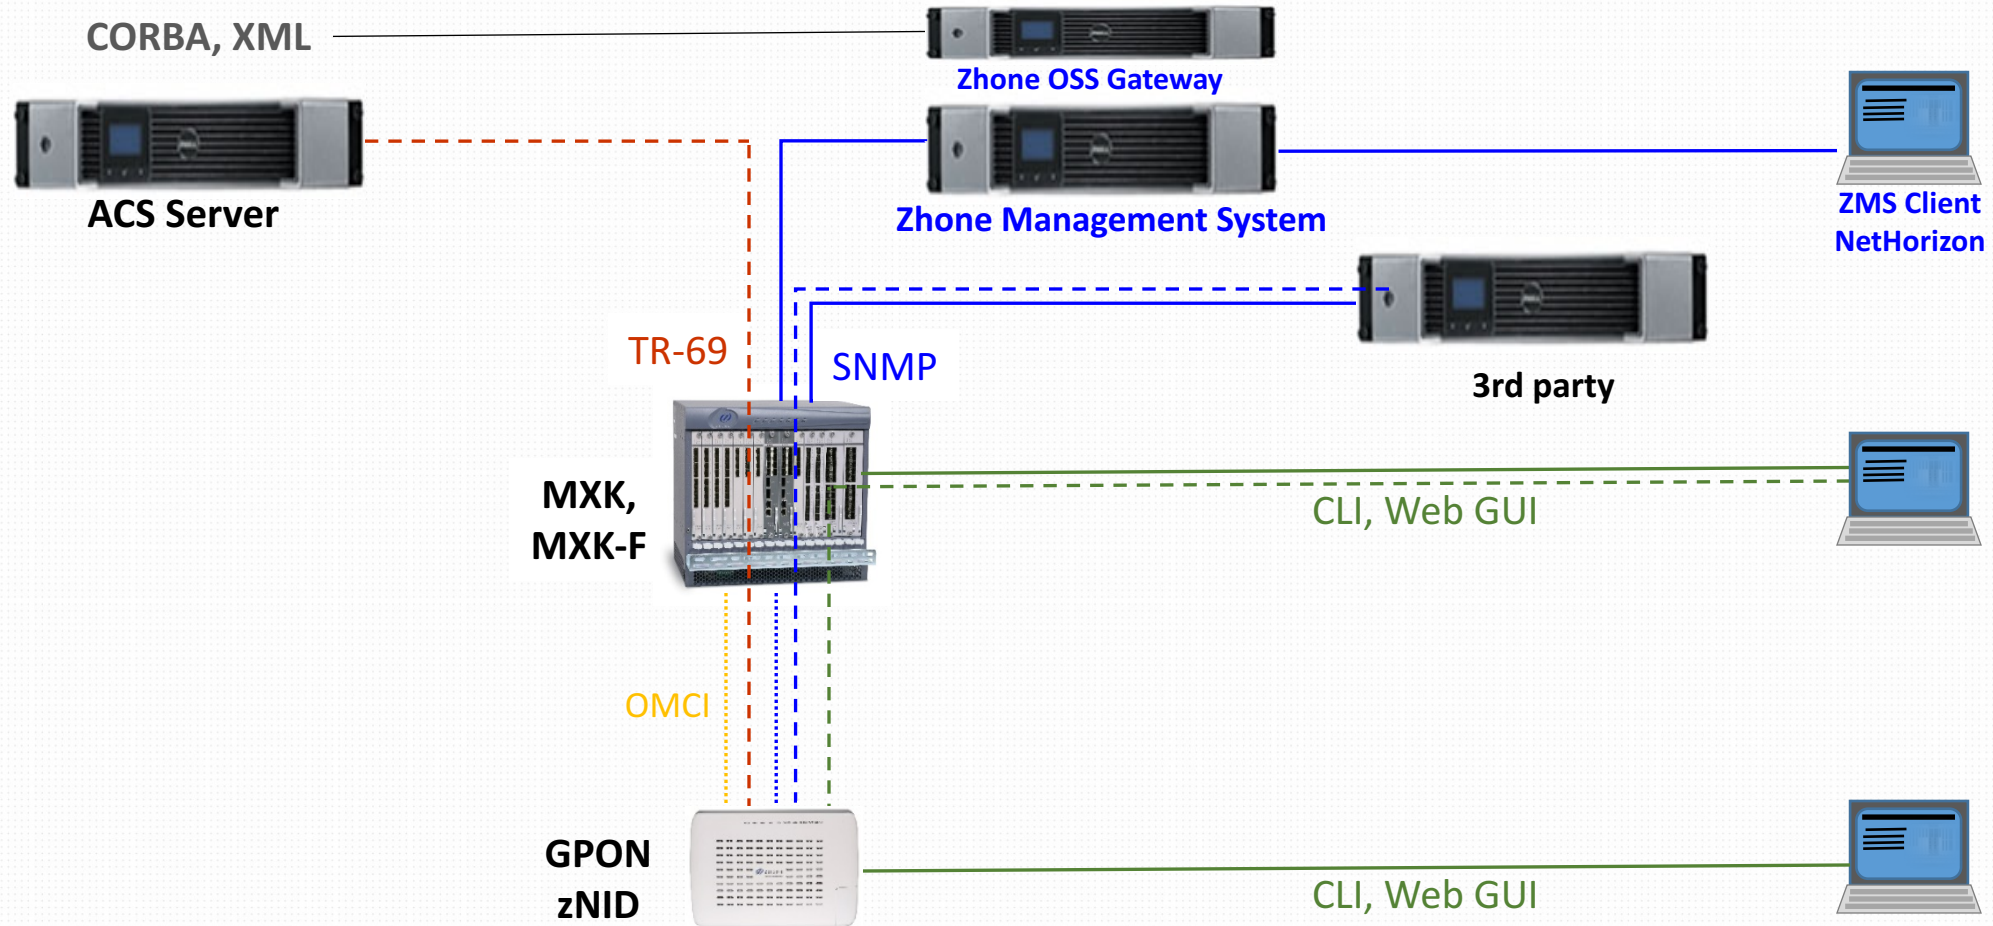 CORBA, XML
Zhone OSS Gateway
ACS Server
Zhone Management System
ZMS Client
NetHorizon
TR-69
SNMP
3rd party
MXK,
MXK-F
CLI, Web GUI
OMCI
GPON
zNID
CLI, Web GUI